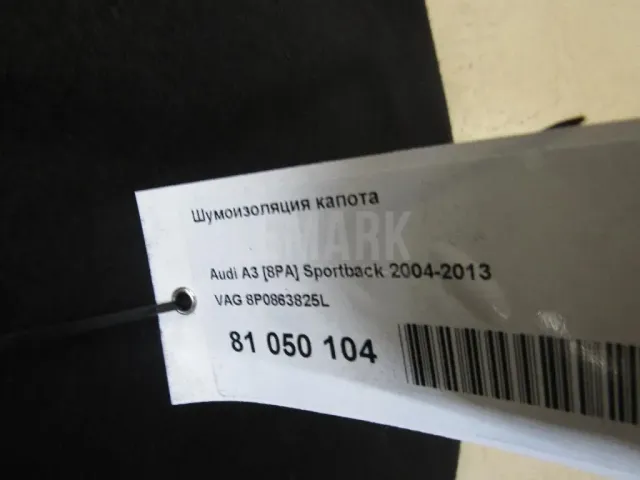 Шумоизоляция капота
Audi A3 [8PA] Sportback 2004-2013
VAG 8P0863825L
81 050 104